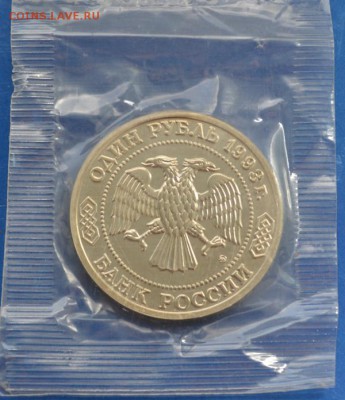 COINS.LAVE.RU
ОДИН РУБЛЬ 1993 г.
БАНК РОССИИ